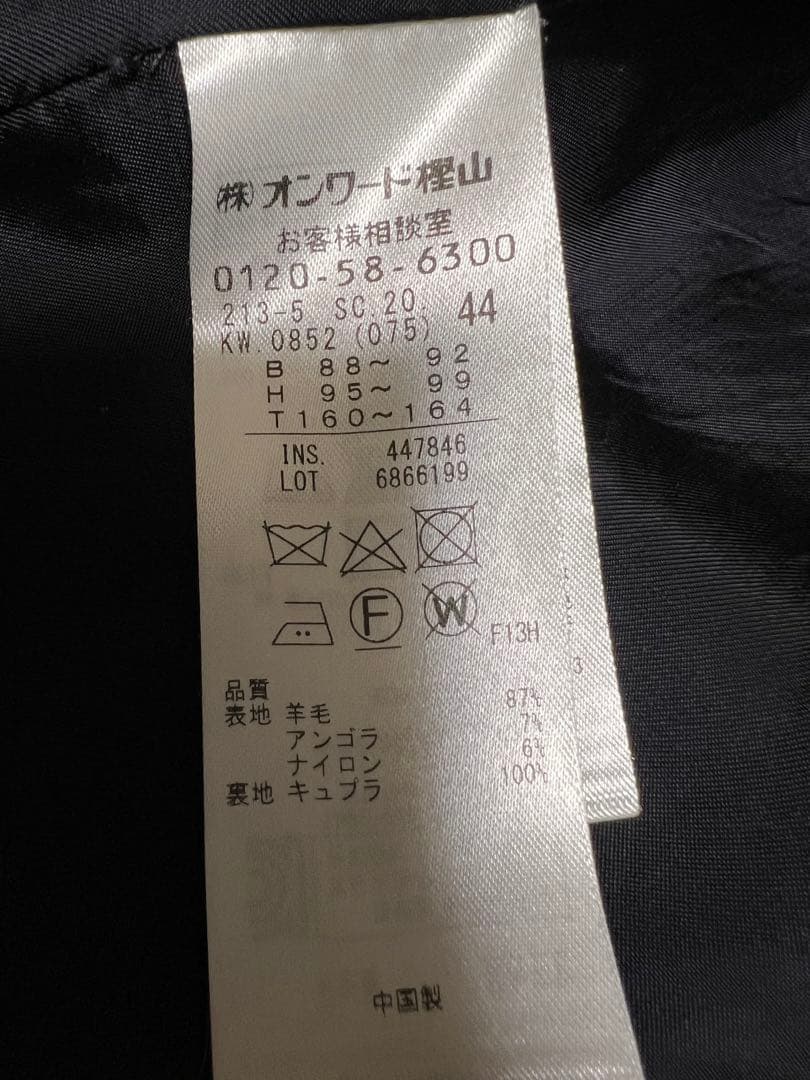 (株)オンワード樫山
お客様相談室
0120-58-6300
213-5 SC.20. 44
KW.0852 (075)
B 88〜 92
H 95〜 99
T160〜164
INS. 447846
LOT 6866199
F
W
F13H
品質
表地 羊毛 87%
アンゴラ 7%
ナイロン 6%
裏地 キュプラ 100%
3
中国製